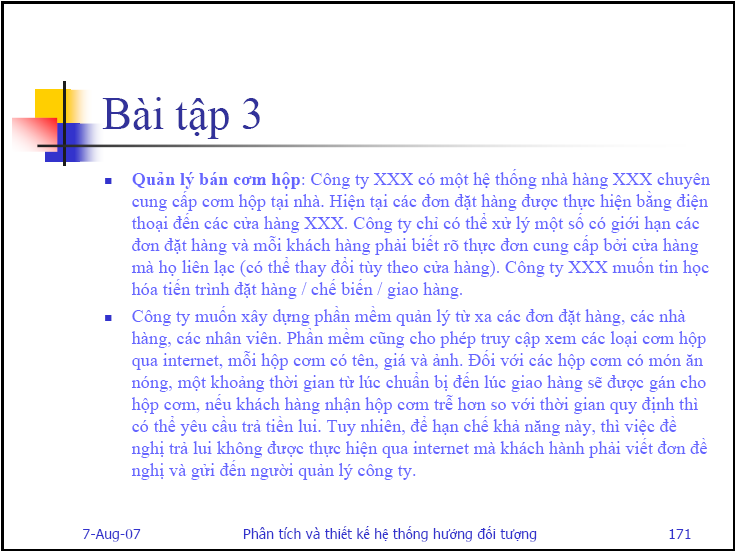 Bài tập 3
Quản lý bán cơm hộp: Công ty XXX có một hệ thống nhà hàng XXX chuyên
cung cấp cơm hộp tại nhà. Hiện tại các đơn đặt hàng được thực hiện bằng điện
thoại đến các cửa hàng XXX. Công ty chỉ có thể xử lý một số có giới hạn các
đơn đặt hàng và mỗi khách hàng phải biết rõ thực đơn cung cấp bởi cửa hàng
mà họ liên lạc (có thể thay đổi tùy theo cửa hàng). Công ty XXX muốn tin học
hóa tiến trình đặt hàng / chế biến / giao hàng.
Công ty muốn xây dựng phần mềm quản lý từ xa các đơn đặt hàng, các nhà
hàng, các nhân viên. Phần mềm cũng cho phép truy cập xem các loại cơm hộp
qua internet, mỗi hộp cơm có tên, giá và ảnh. Đối với các hộp cơm có món ăn
nóng, một khoảng thời gian từ lúc chuẩn bị đến lúc giao hàng sẽ được gán cho
hộp cơm, nếu khách hàng nhận hộp cơm trễ hơn so với thời gian quy định thì
có thể yêu cầu trả tiền lui. Tuy nhiên, để hạn chế khả năng này, thì việc đề
nghị trả lui không được thực hiện qua internet mà khách hành phải viết đơn đề
nghị và gửi đến người quản lý công ty.
7-Aug-07 Phân tích và thiết kế hệ thống hướng đối tượng 171